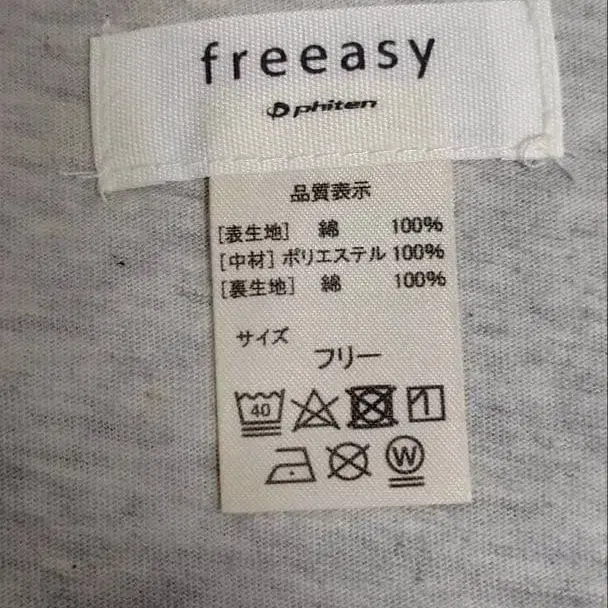 freeasy
phiten
品質表示
[表生地] 綿 100%
[中材] ポリエステル 100%
[裏生地] 綿 100%
サイズ
フリー
40
W